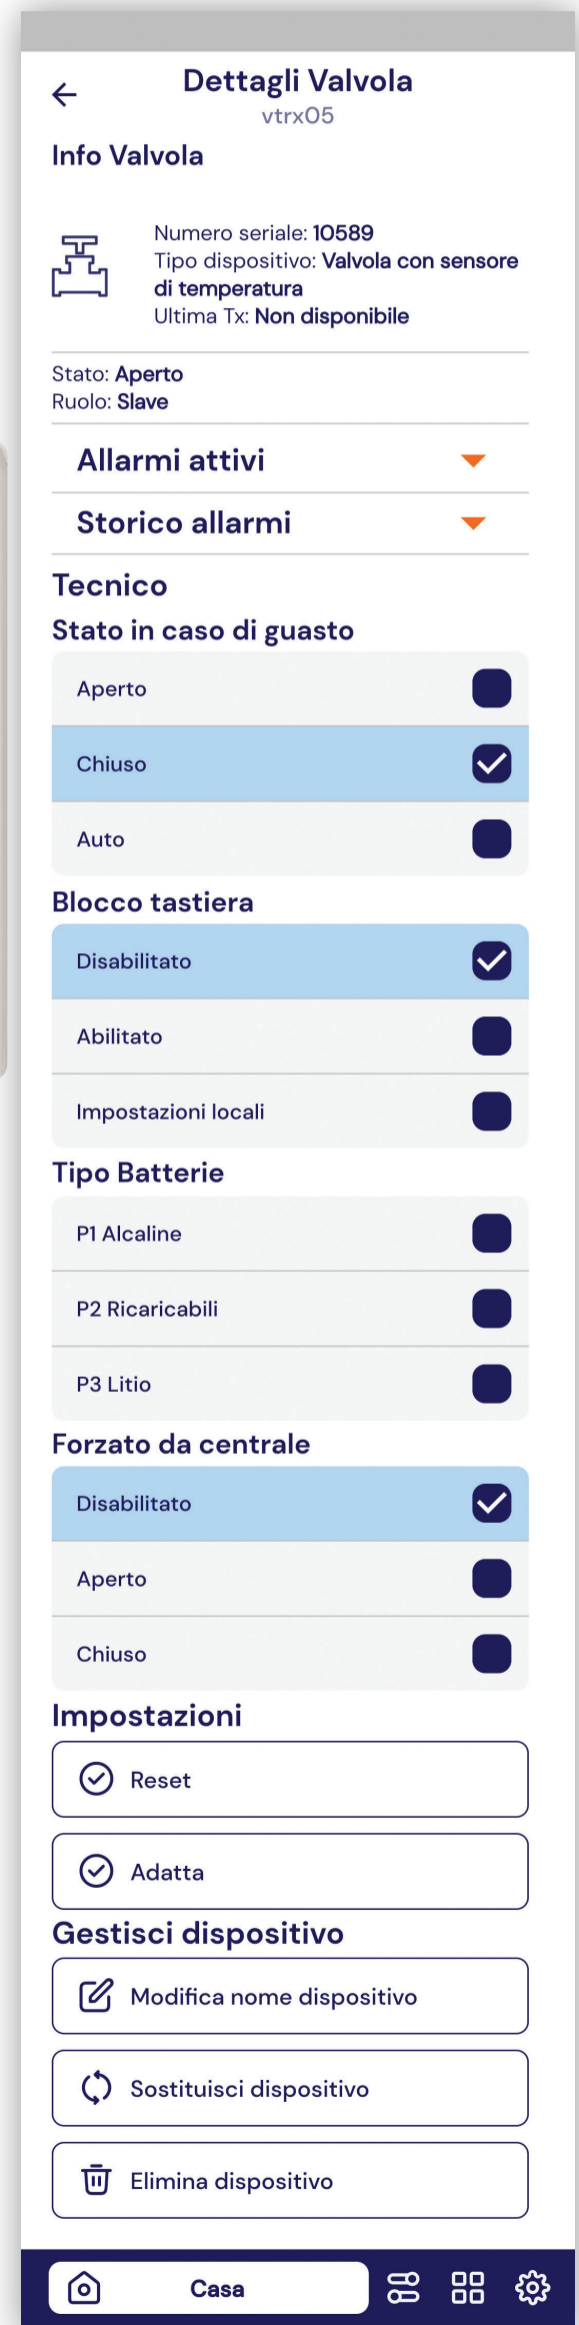 Dettagli Valvola
vtrx05
Info Valvola
Numero seriale: 10589
Tipo dispositivo: Valvola con sensore
di temperatura
Ultima Tx: Non disponibile
Stato: Aperto
Ruolo: Slave
Allarmi attivi
Storico allarmi
Tecnico
Stato in caso di guasto
Aperto
Chiuso
Auto
Blocco tastiera
Disabilitato
Abilitato
Impostazioni locali
Tipo Batterie
P1 Alcaline
P2 Ricaricabili
P3 Litio
Forzato da centrale
Disabilitato
Aperto
Chiuso
Impostazioni
Reset
Adatta
Gestisci dispositivo
Modifica nome dispositivo
Sostituisci dispositivo
Elimina dispositivo
Casa